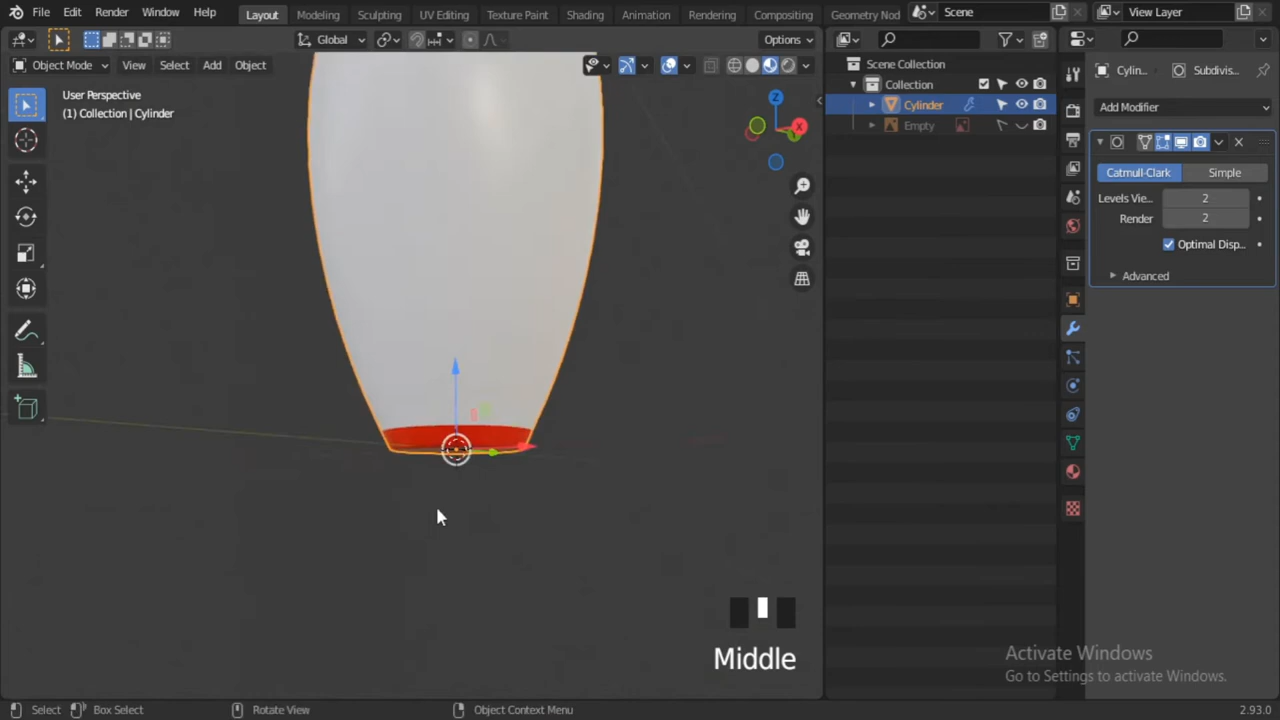 File Edit Render Window Help Layout Modeling Sculpting UV Editing Texture Paint Shading Animation Rendering Compositing Geometry Nod Scene View Layer
Global Options
Object Mode View Select Add Object
User Perspective
(1) Collection | Cylinder
Z
X
Y
Scene Collection
Collection
Cylinder
Empty
Cylin... Subdivis...
Add Modifier
Catmull-Clark Simple
Levels Vie... 2
Render 2
Optimal Disp...
Advanced
Middle
Activate Windows
Go to Settings to activate Windows.
Select Box Select Rotate View Object Context Menu 2.93.0